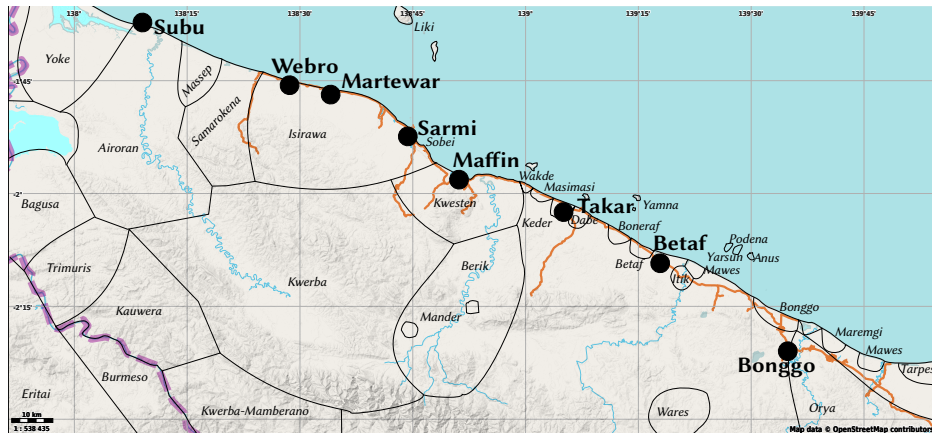 138°15' 138°30' 138°45' 139° 139°15' 139°30' 139°45'
Subu
Liki
Yoke
Massep
Webro
-1°45'
Martewar
Samarokena
Isirawa
Sarmi
Sobei
Airoran
Maffin
Wakde
Masimasi
-2°
Bagusa
Kwesten
Takar
Yamna
Keder
Dabe
Boneraf
Betaf
Podena
Yarsun
Anus
Betaf
Mawes
Trimuris
Berik
Itik
Kwerba
-2°15'
Kauwera
Mander
Bonggo
Maremgi
Mawes
Bonggo
Tarpes
Burmeso
Eritai
Kwerba-Mamberano
Wares
Orya
10 km
1 : 538 435
Map data © OpenStreetMap contributors